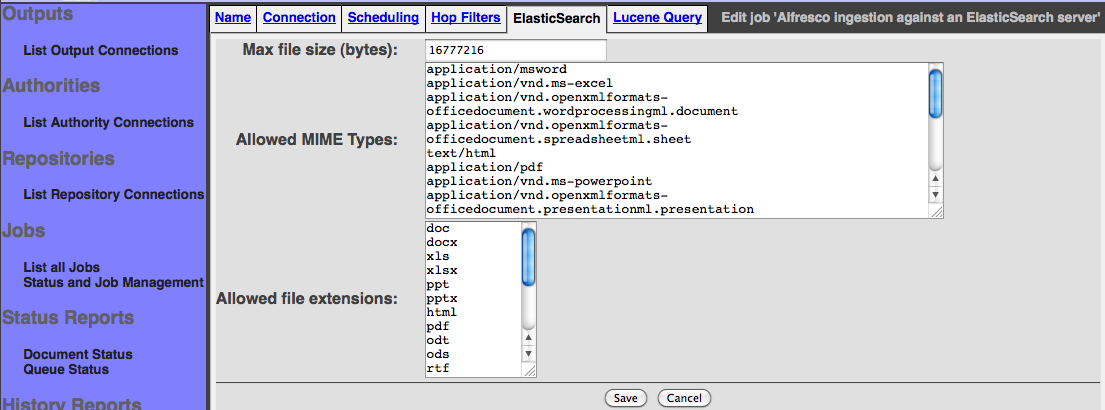 Outputs
List Output Connections
Authorities
List Authority Connections
Repositories
List Repository Connections
Jobs
List all Jobs
Status and Job Management
Status Reports
Document Status
Queue Status
History Reports
Name Connection Scheduling Hop Filters ElasticSearch Lucene Query Edit job 'Alfresco ingestion against an ElasticSearch server'
Max file size (bytes): 16777216
Allowed MIME Types:
application/msword
application/vnd.ms-excel
application/vnd.openxmlformats-
officedocument.wordprocessingml.document
application/vnd.openxmlformats-
officedocument.spreadsheetml.sheet
text/html
application/pdf
application/vnd.ms-powerpoint
application/vnd.openxmlformats-
officedocument.presentationml.presentation
Allowed file extensions:
doc
docx
xls
xlsx
ppt
pptx
html
pdf
odt
ods
rtf
Save Cancel